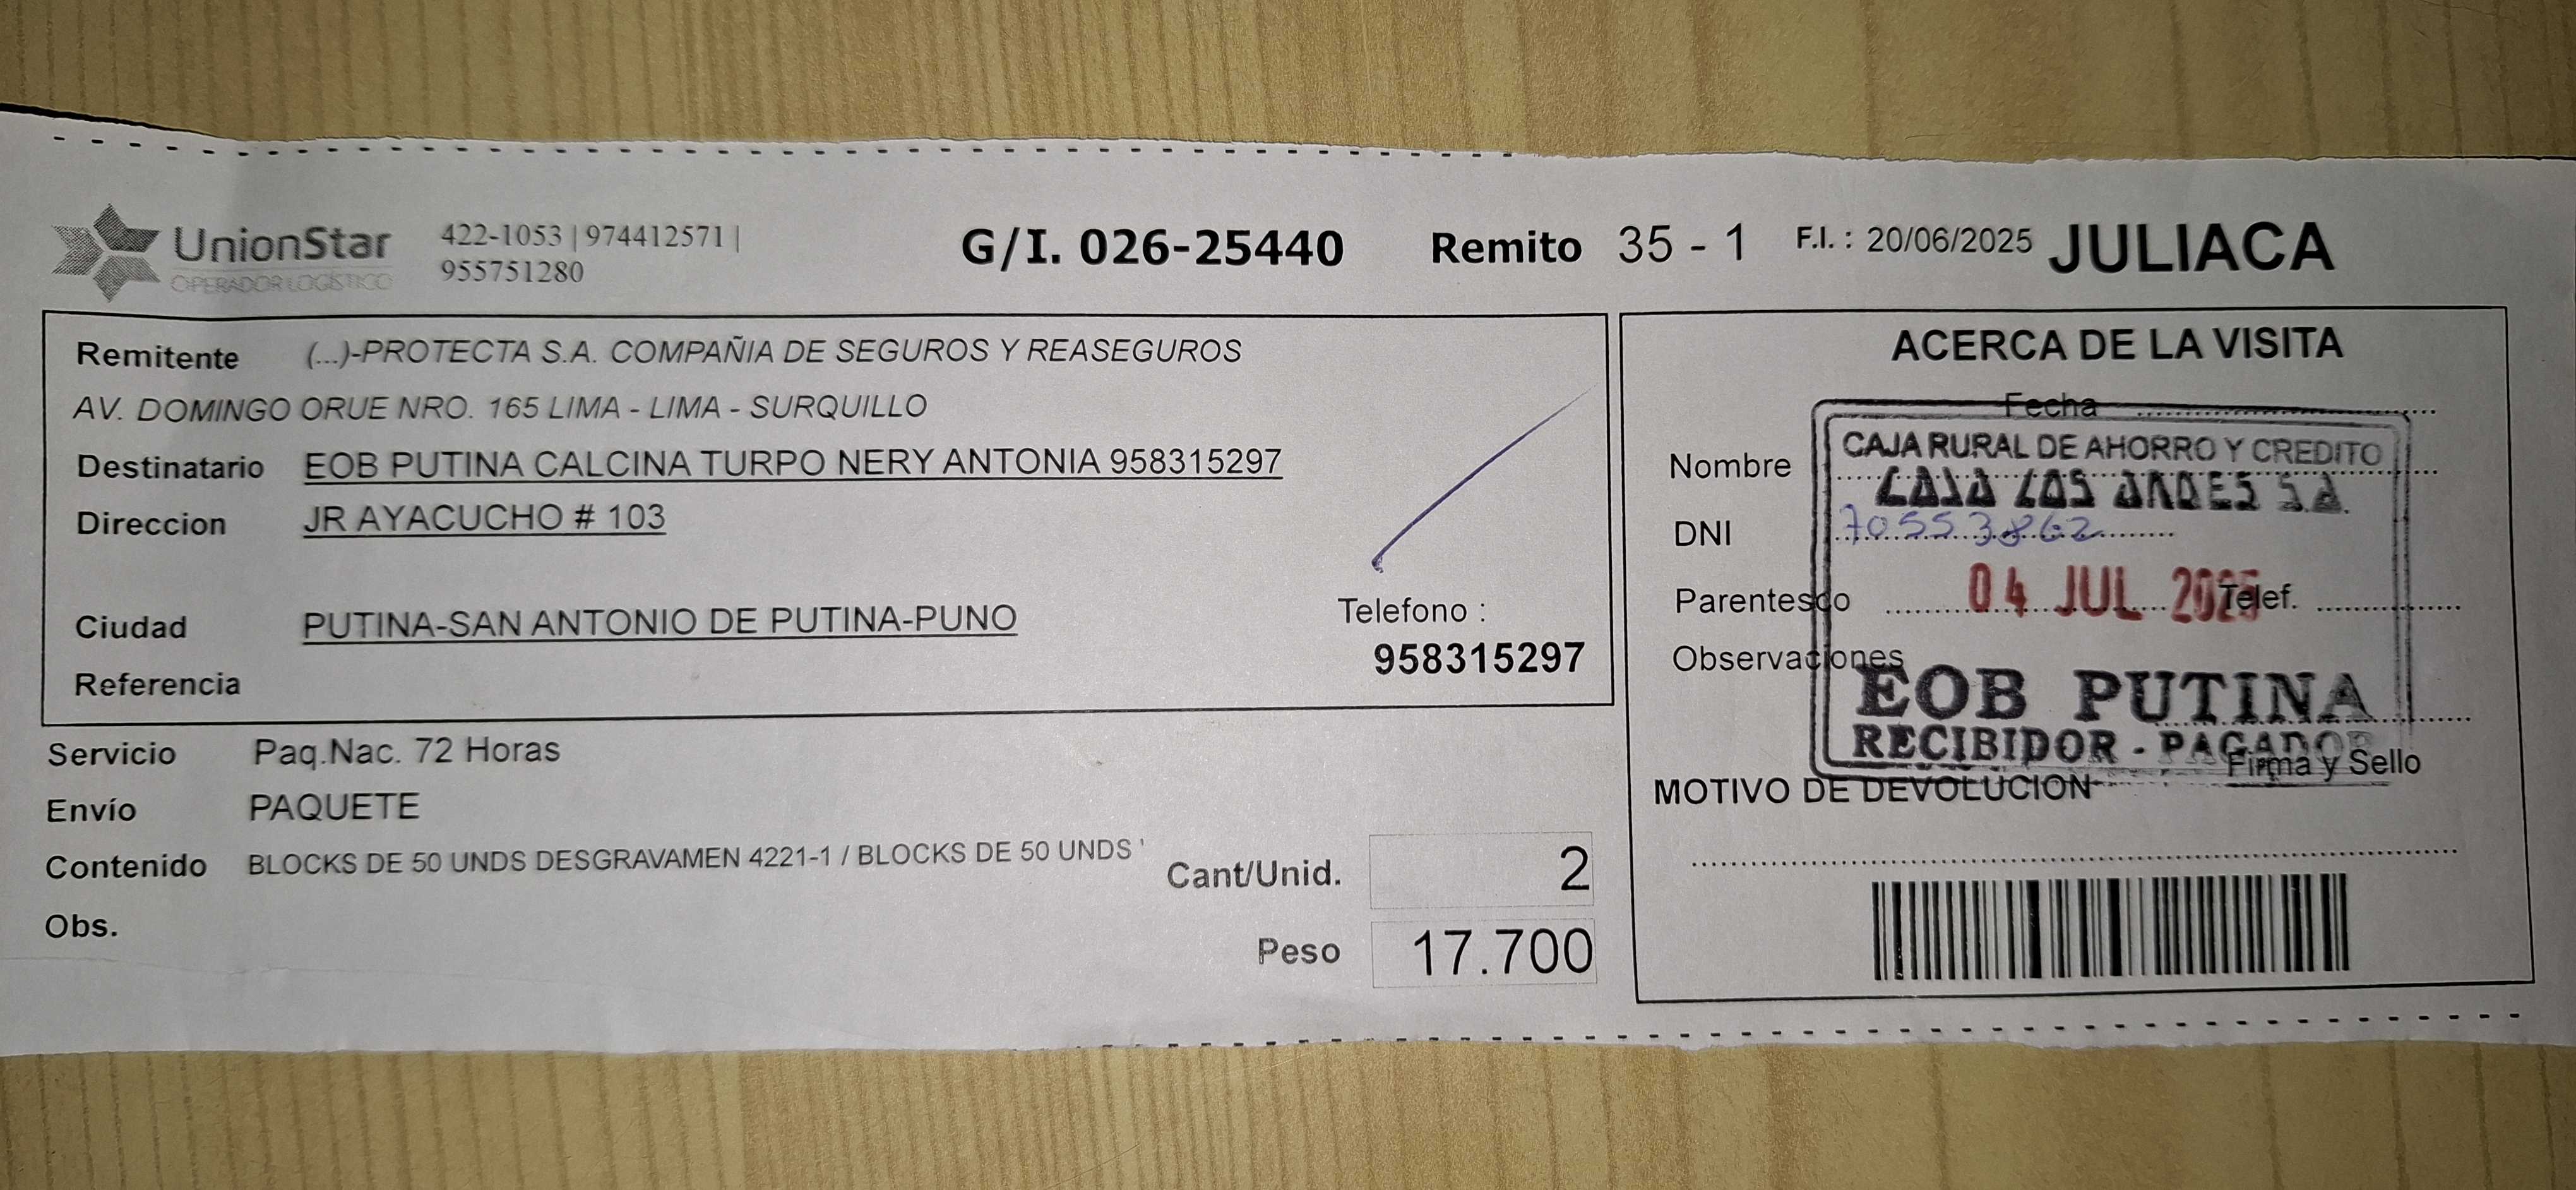 UnionStar
OPERADOR LOGÍSTICO
422-1053 | 974412571 |
955751280
G/I. 026-25440 Remito 35 - 1 F.I. : 20/06/2025 JULIACA
Remitente (...)-PROTECTA S.A. COMPAÑIA DE SEGUROS Y REASEGUROS
AV. DOMINGO ORUE NRO. 165 LIMA - LIMA - SURQUILLO
Destinatario EOB PUTINA CALCINA TURPO NERY ANTONIA 958315297
Direccion JR AYACUCHO # 103
Ciudad PUTINA-SAN ANTONIO DE PUTINA-PUNO
Telefono :
958315297
Referencia
Servicio Paq.Nac. 72 Horas
Envío PAQUETE
Contenido BLOCKS DE 50 UNDS DESGRAVAMEN 4221-1 / BLOCKS DE 50 UNDS '
Cant/Unid. 2
Obs.
Peso 17.700
ACERCA DE LA VISITA
Fecha
CAJA RURAL DE AHORRO Y CREDITO
Nombre
CAJA LOS ANDES S.A.
DNI 70553862
Parentesco 04 JUL 2025 Telef.
Observaciones
EOB PUTINA
RECIBIDOR - PAGADOR
Firma y Sello
MOTIVO DE DEVOLUCION